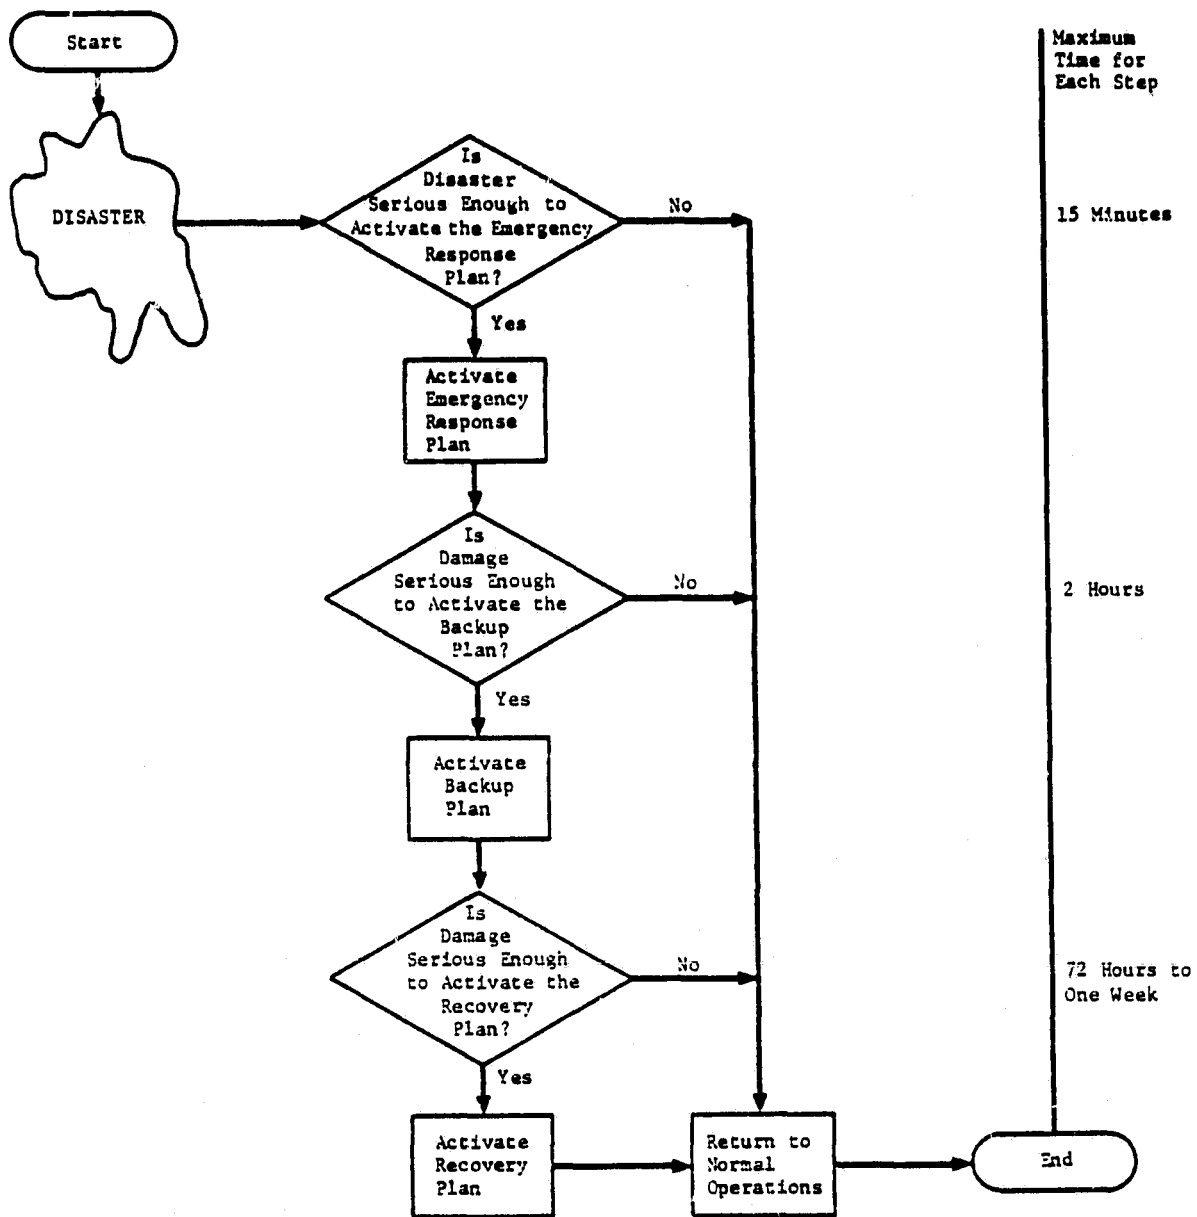 Start
Maximum
Time for
Each Step
DISASTER
Is
Disaster
Serious Enough to
Activate the Emergency
Response
Plan?
No
15 Minutes
Yes
Activate
Emergency
Response
Plan
Is
Damage
Serious Enough
to Activate the
Backup
Plan?
No
2 Hours
Yes
Activate
Backup
Plan
Is
Damage
Serious Enough
to Activate the
Recovery
Plan?
No
72 Hours to
One Week
Yes
Activate
Recovery
Plan
Return to
Normal
Operations
End